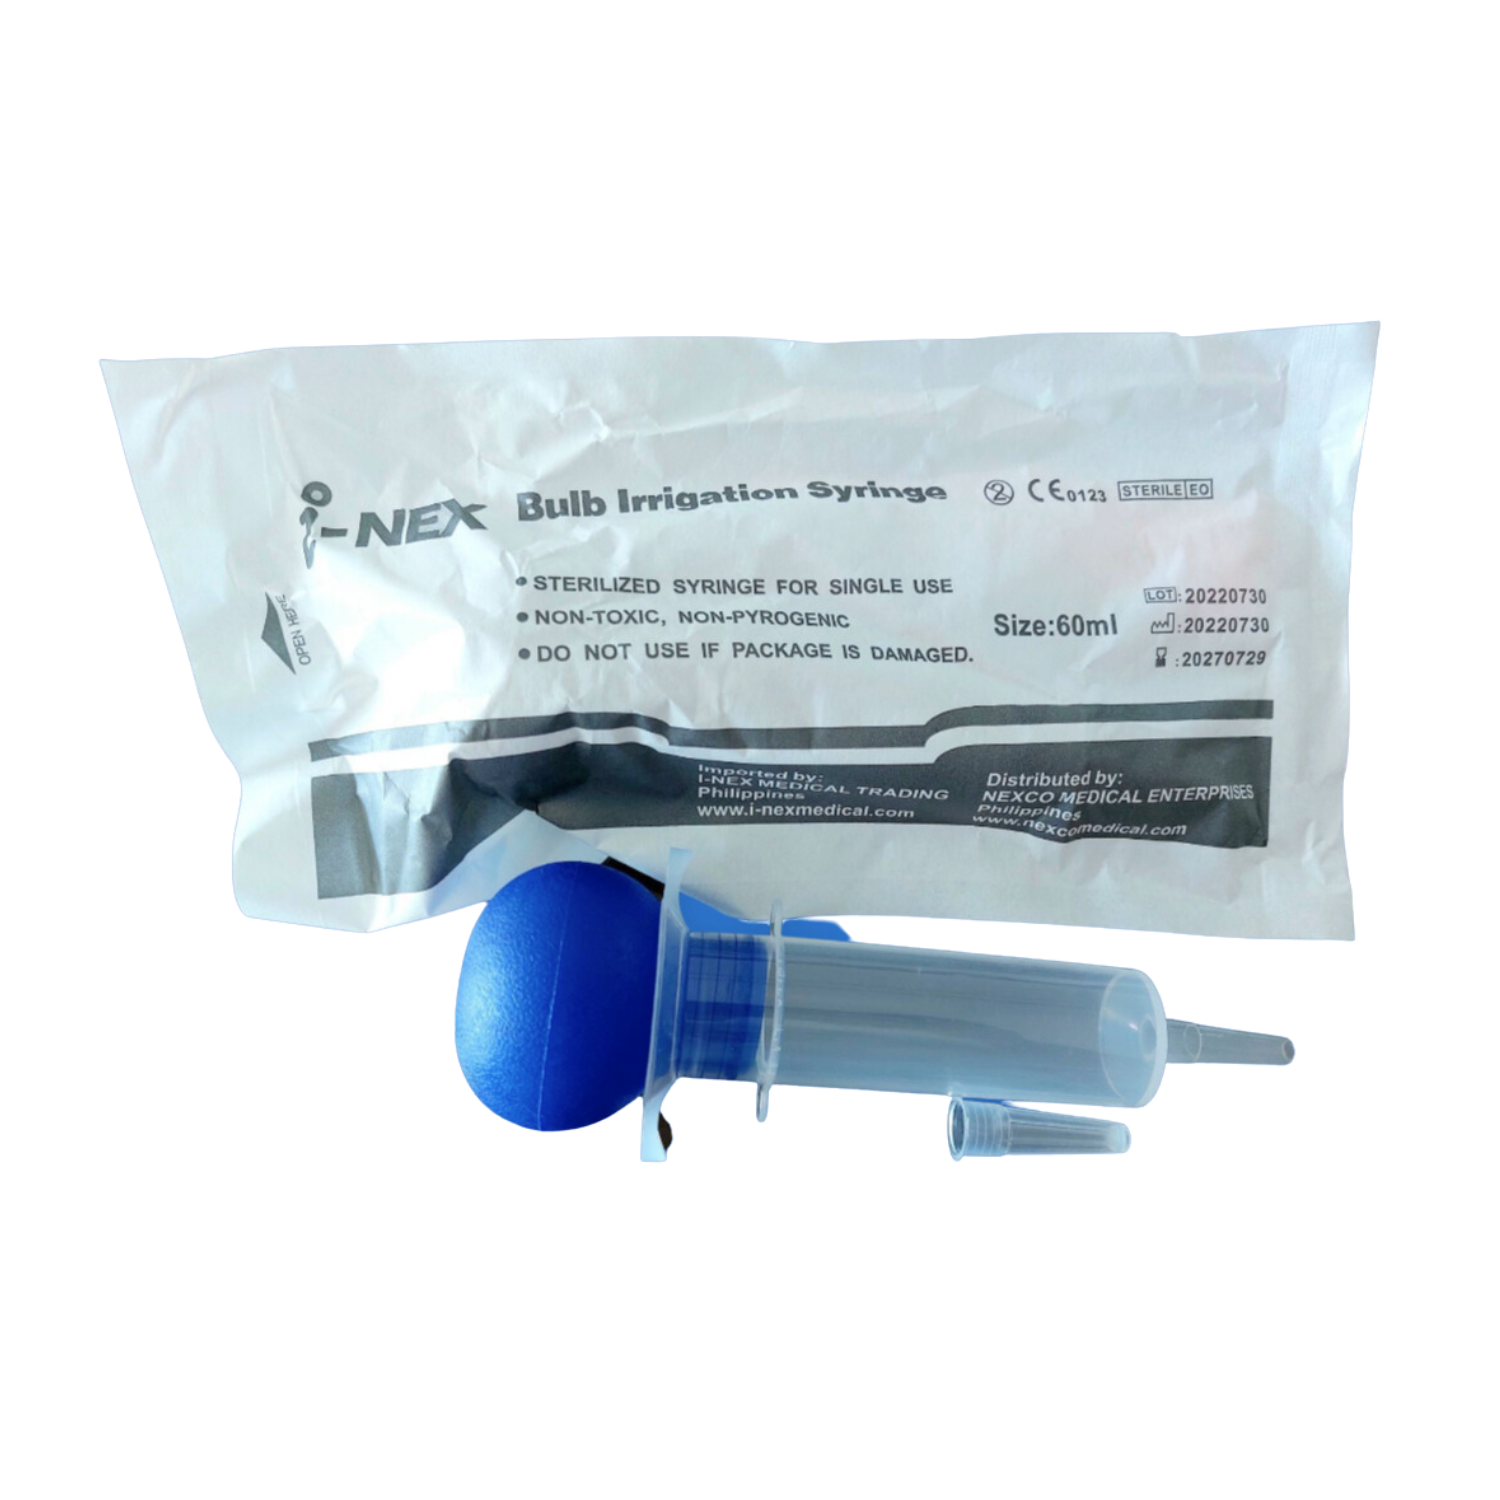 i-NEX Bulb Irrigation Syringe 2 CE0123 STERILE EO
• STERILIZED SYRINGE FOR SINGLE USE
• NON-TOXIC, NON-PYROGENIC
• DO NOT USE IF PACKAGE IS DAMAGED.
Size:60ml
LOT: 20220730
:20220730
:20270729
OPEN HERE
Imported by:
I-NEX MEDICAL TRADING
Philippines
www.i-nexmedical.com
Distributed by:
NEXCO MEDICAL ENTERPRISES
Philippines
www.nexcomedical.com